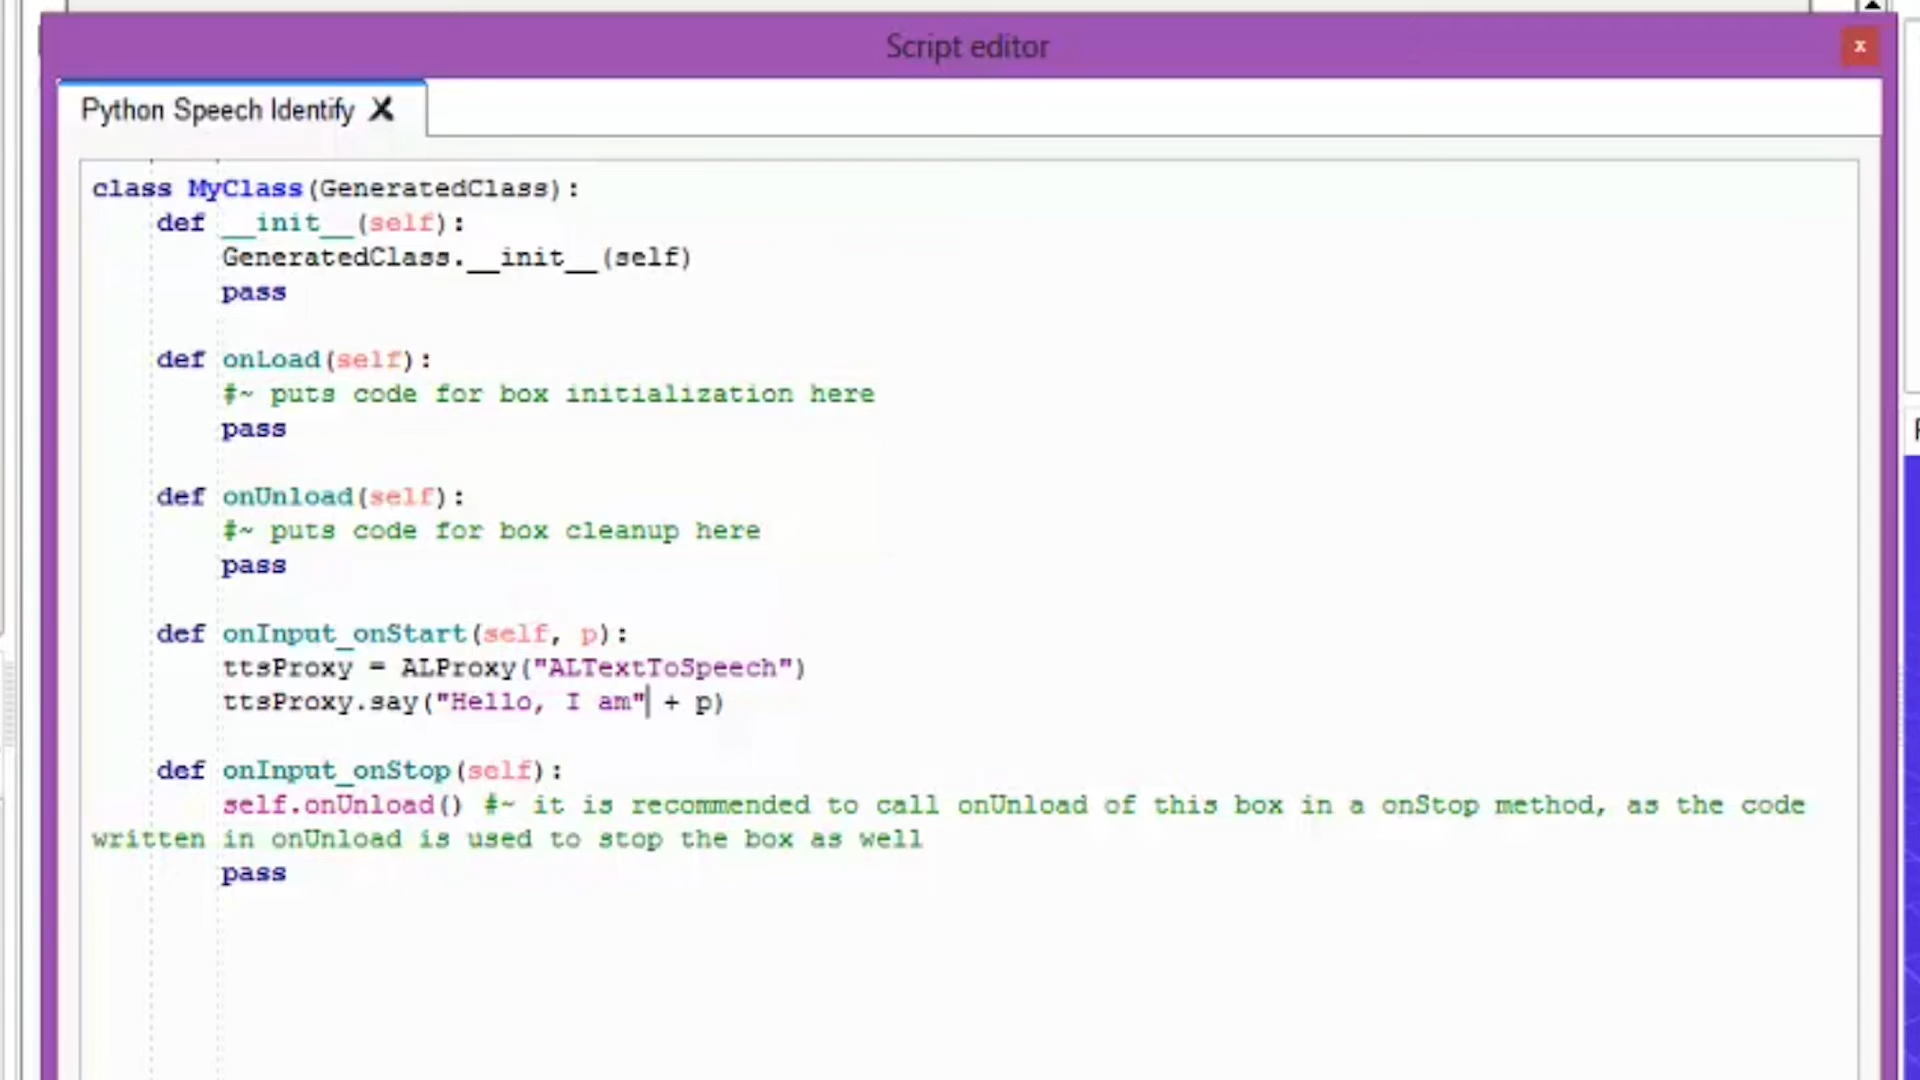 Script editor
x
Python Speech Identify X
class MyClass(GeneratedClass):
    def __init__(self):
        GeneratedClass.__init__(self)
        pass

    def onLoad(self):
        #~ puts code for box initialization here
        pass

    def onUnload(self):
        #~ puts code for box cleanup here
        pass

    def onInput_onStart(self, p):
        ttsProxy = ALProxy("ALTextToSpeech")
        ttsProxy.say("Hello, I am" + p)

    def onInput_onStop(self):
        self.onUnload() #~ it is recommended to call onUnload of this box in a onStop method, as the code
written in onUnload is used to stop the box as well
        pass